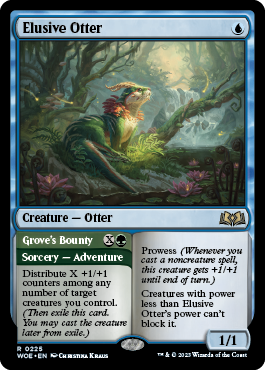 Elusive Otter
Creature — Otter
Grove's Bounty X
Sorcery — Adventure
Distribute X +1/+1
counters among any
number of target
creatures you control.
(Then exile this card.
You may cast the creature
later from exile.)
Prowess (Whenever you
cast a noncreature spell,
this creature gets +1/+1
until end of turn.)
Creatures with power
less than Elusive
Otter's power can't
block it.
1/1
R 0225
WOE • EN Christina Kraus
™ & © 2023 Wizards of the Coast